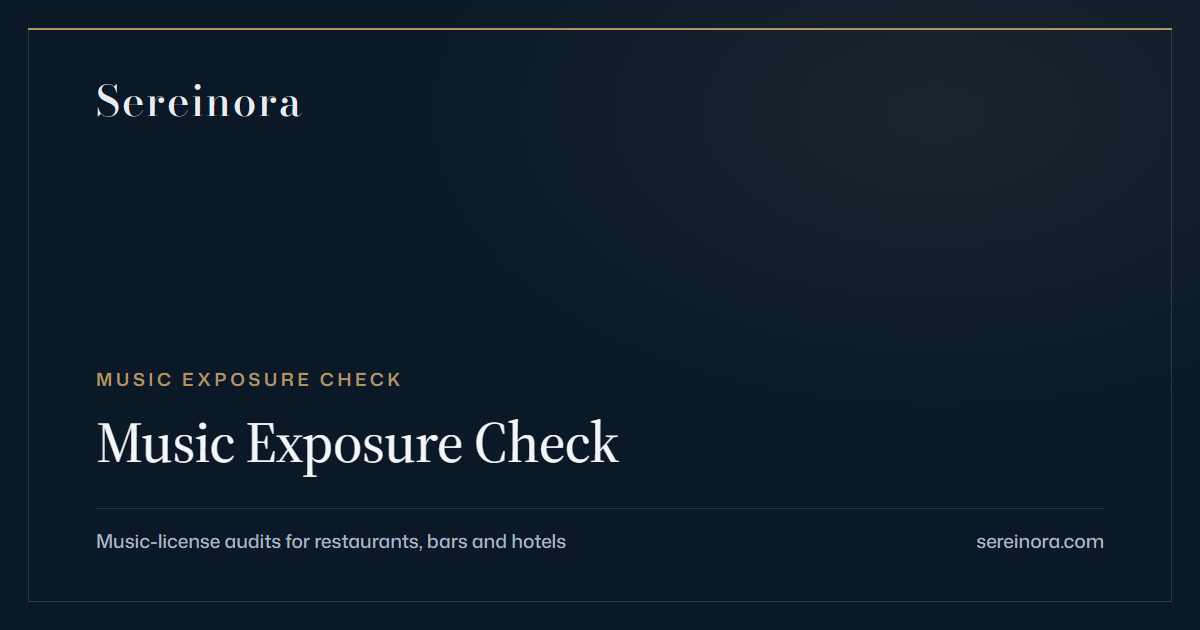 Sereinora
MUSIC EXPOSURE CHECK
Music Exposure Check
Music-license audits for restaurants, bars and hotels
sereinora.com